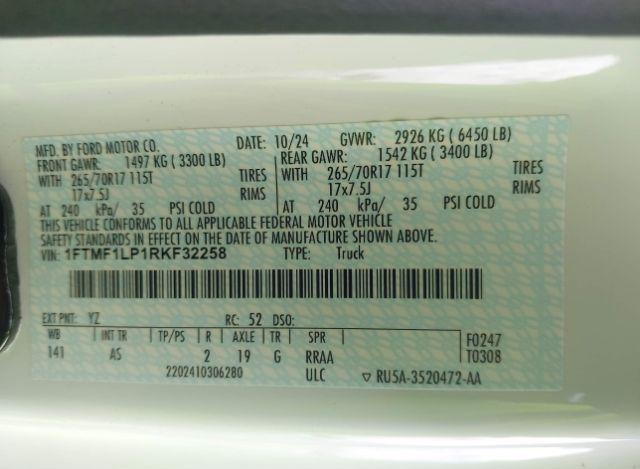 MFD. BY FORD MOTOR CO. DATE: 10/24 GVWR: 2926 KG ( 6450 LB)
FRONT GAWR: 1497 KG ( 3300 LB) REAR GAWR: 1542 KG ( 3400 LB)
WITH 265/70R17 115T TIRES WITH 265/70R17 115T TIRES
17x7.5J RIMS 17x7.5J RIMS
AT 240 kPa/ 35 PSI COLD AT 240 kPa/ 35 PSI COLD
THIS VEHICLE CONFORMS TO ALL APPLICABLE FEDERAL MOTOR VEHICLE
SAFETY STANDARDS IN EFFECT ON THE DATE OF MANUFACTURE SHOWN ABOVE.
VIN: 1FTMF1LP1RKF32258 TYPE: Truck
EXT PNT: YZ RC: 52 DSO:
WB INT TR TP/PS R AXLE TR SPR F0247
141 AS 2 19 G RRAA T0308
2202410306280 ULC ▽ RU5A-3520472-AA